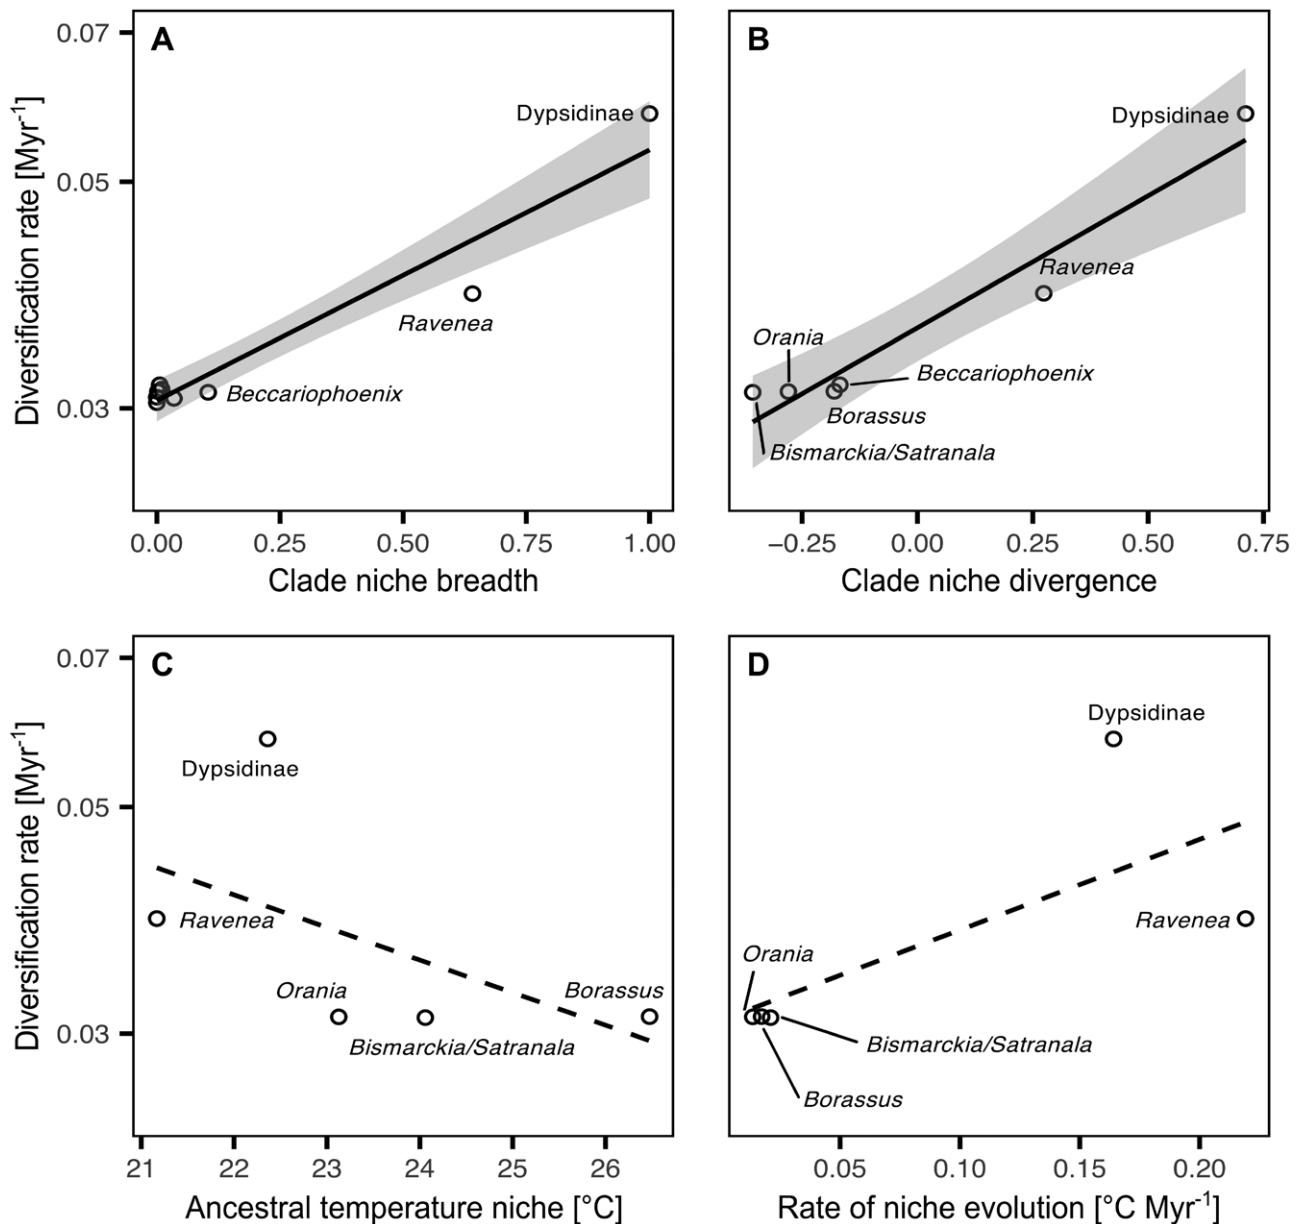 A
Diversification rate [Myr⁻¹]
0.07
0.05
0.03
Dypsidinae
Ravenea
Beccariophoenix
0.00 0.25 0.50 0.75 1.00
Clade niche breadth
B
Dypsidinae
Ravenea
Orania
Beccariophoenix
Borassus
Bismarckia/Satranala
−0.25 0.00 0.25 0.50 0.75
Clade niche divergence
C
Diversification rate [Myr⁻¹]
0.07
0.05
0.03
Dypsidinae
Ravenea
Orania
Borassus
Bismarckia/Satranala
21 22 23 24 25 26
Ancestral temperature niche [°C]
D
Dypsidinae
Ravenea
Orania
Bismarckia/Satranala
Borassus
0.05 0.10 0.15 0.20
Rate of niche evolution [°C Myr⁻¹]